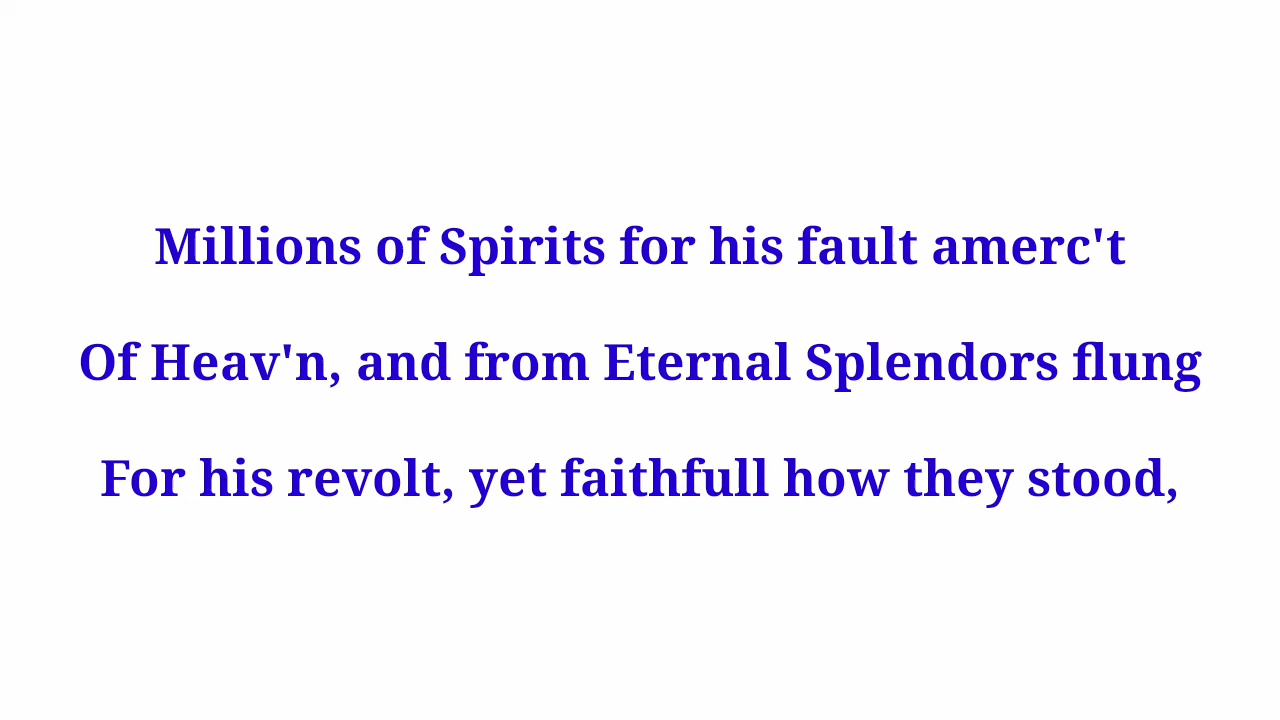 Millions of Spirits for his fault amerc't
Of Heav'n, and from Eternal Splendors flung
For his revolt, yet faithfull how they stood,